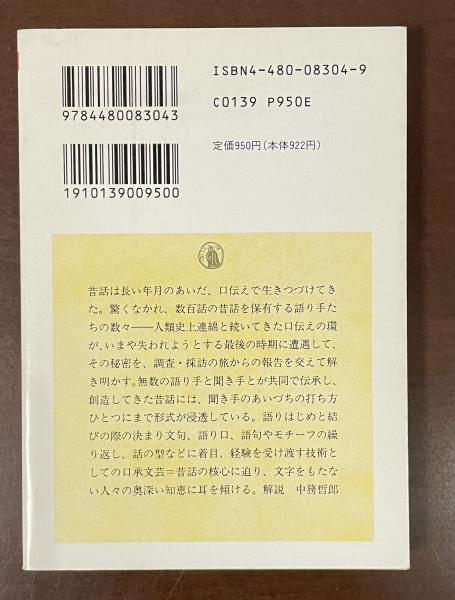 ISBN4-480-08304-9
C0139 P950E
9784480083043
定価950円(本体922円)
1910139009500
昔話は長い年月のあいだ、口伝えで生きつづけてき
た。驚くなかれ、数百話の昔話を保有する語り手た
ちの数々――人類史上連綿と続いてきた口伝えの環
が、いまや失われようとする最後の時期に遭遇して、
その秘密を、調査・採訪の旅からの報告を交えて解
き明かす。無数の語り手と聞き手とが共同で伝承し、
創造してきた昔話には、聞き手のあいづちの打ち方
ひとつにまで形式が浸透している。語りはじめと結
びの際の決まり文句、語り口、語句やモチーフの繰
り返し、話の型などに着目、経験を受け渡す技術と
しての口承文芸=昔話の核心に迫り、文字をもたな
い人々の奥深い知恵に耳を傾ける。解説 中務哲郎